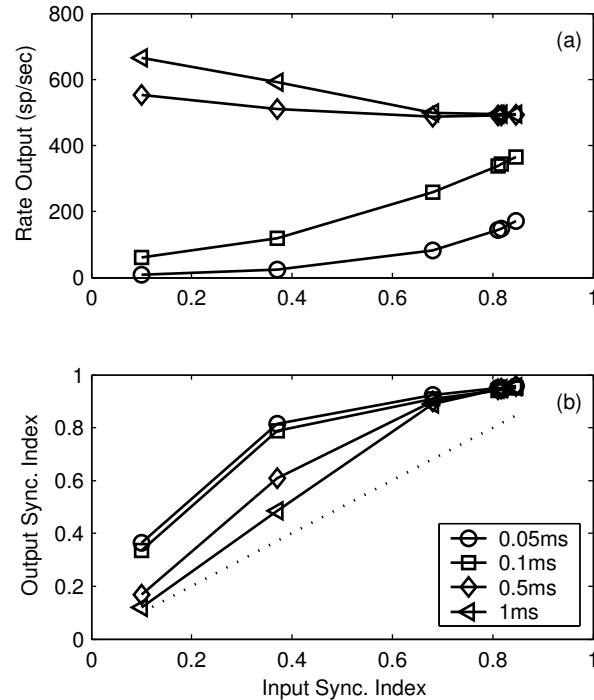 800
600
400
200
0
Rate Output (sp/sec)
(a)
0 0.2 0.4 0.6 0.8 1
1
0.8
0.6
0.4
0.2
0
Output Sync. Index
(b)
0.05ms
0.1ms
0.5ms
1ms
0 0.2 0.4 0.6 0.8 1
Input Sync. Index